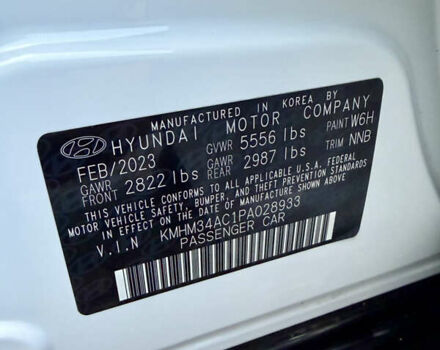 MANUFACTURED IN KOREA BY
HYUNDAI MOTOR COMPANY
FEB/2023 GVWR 5556 lbs PAINT W6H
GAWR FRONT 2822 lbs GAWR REAR 2987 lbs TRIM NNB
THIS VEHICLE CONFORMS TO ALL APPLICABLE U.S.A. FEDERAL
MOTOR VEHICLE SAFETY, BUMPER, AND THEFT PREVENTION
STANDARDS IN EFFECT ON THE DATE OF MANUFACTURE SHOWN ABOVE.
V.I.N KMHM34AC1PA028933
PASSENGER CAR